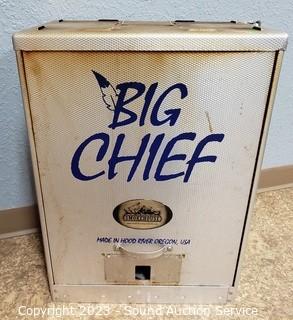 BIG
CHIEF
SMOKEHOUSE
MADE IN HOOD RIVER OREGON, USA
Copyright 2023 - Sound Auction Service